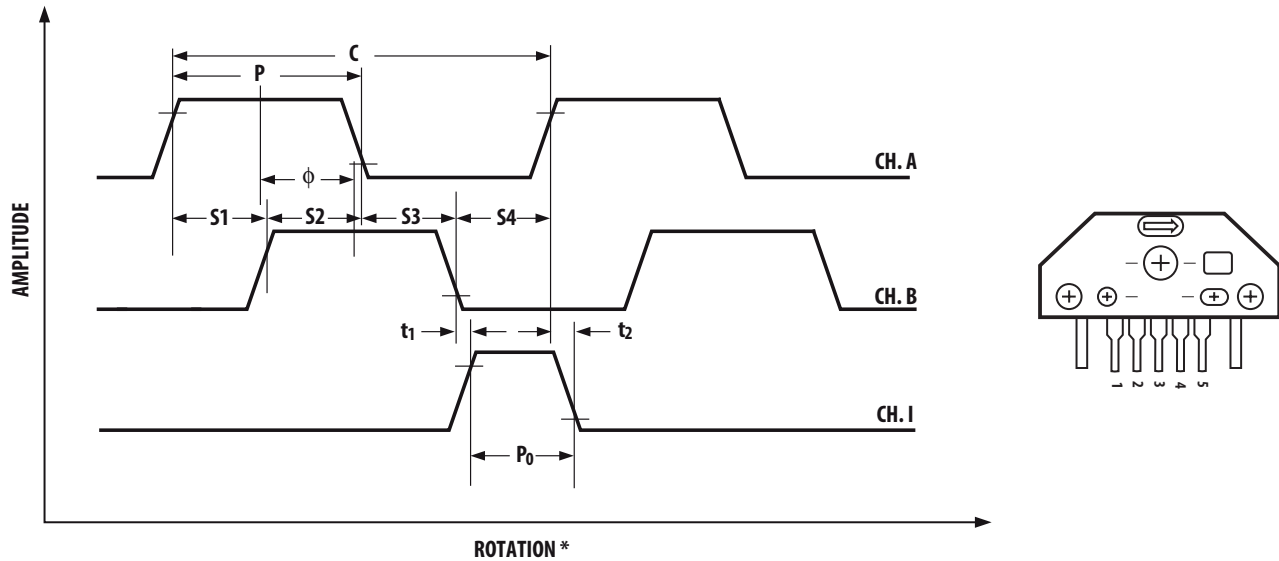 C
P
CH. A
ϕ
S1 S2 S3 S4
AMPLITUDE
CH. B
t1 t2
CH. I
P0
ROTATION *
1 2 3 4 5